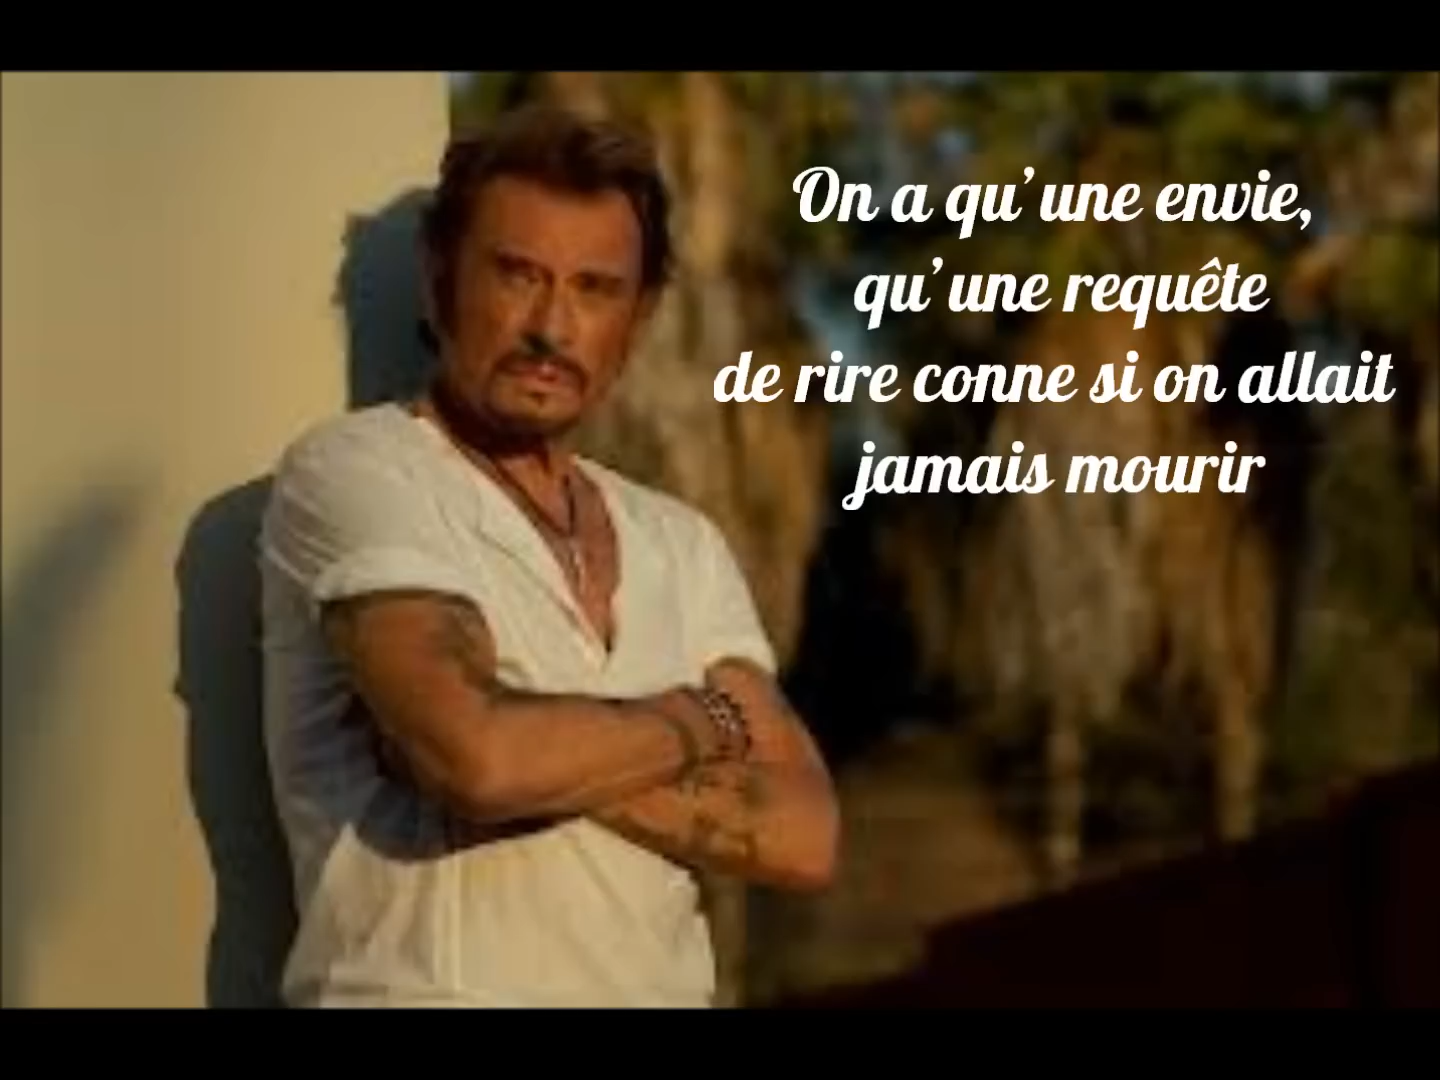 On a qu'une envie,
qu'une requête
de rire conne si on allait
jamais mourir